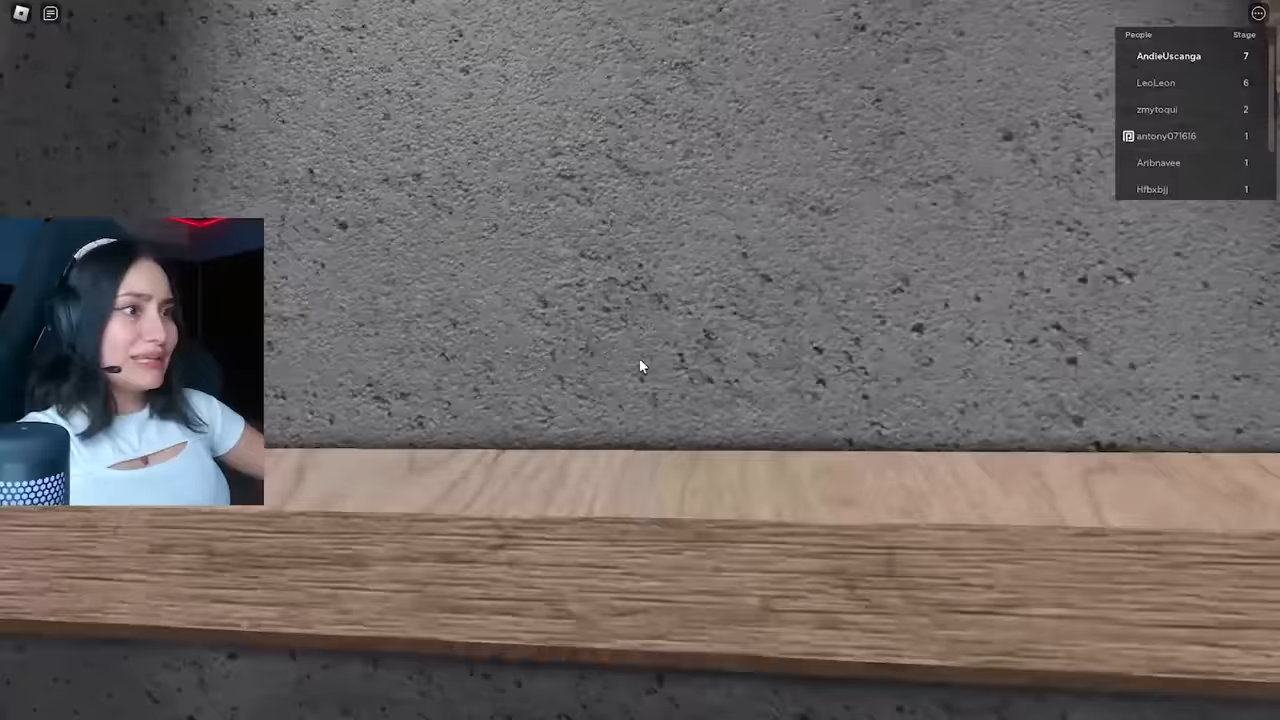 People Stage
AndieUscanga 7
LeoLeon 6
zmytoqui 2
antony071616 1
Aribnavee 1
Hfbxbjj 1